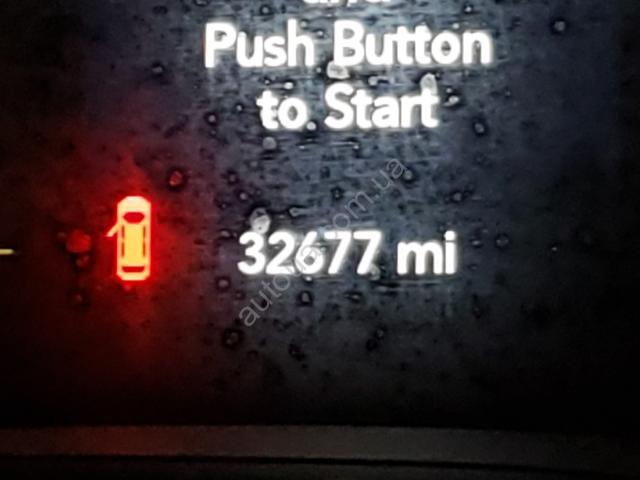 Push Button
to Start
32677 mi